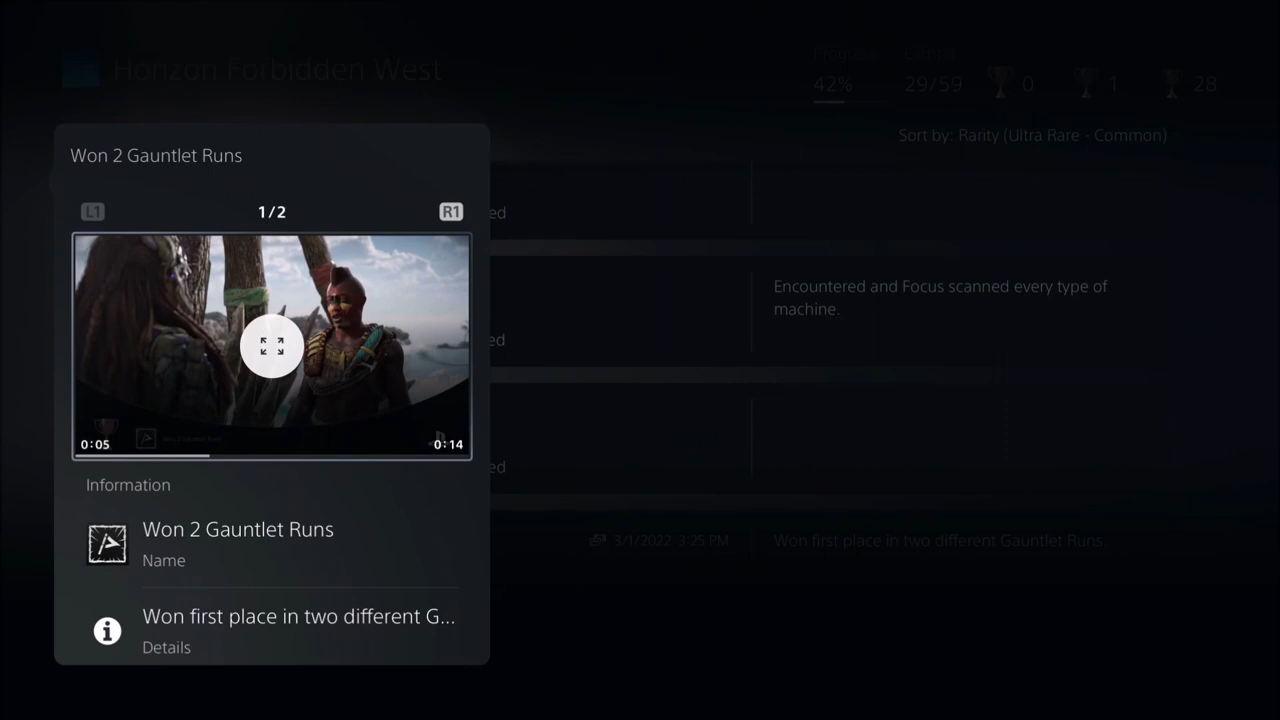 Horizon Forbidden West
Progress
42%
29/59
0
1
28
Sort by: Rarity (Ultra Rare - Common)
Won 2 Gauntlet Runs
L1
1/2
R1
0:05
0:14
Information
Won 2 Gauntlet Runs
Name
Won first place in two different G...
Details
ed
Encountered and Focus scanned every type of
machine.
ed
ed
3/1/2022 3:25 PM
Won first place in two different Gauntlet Runs.